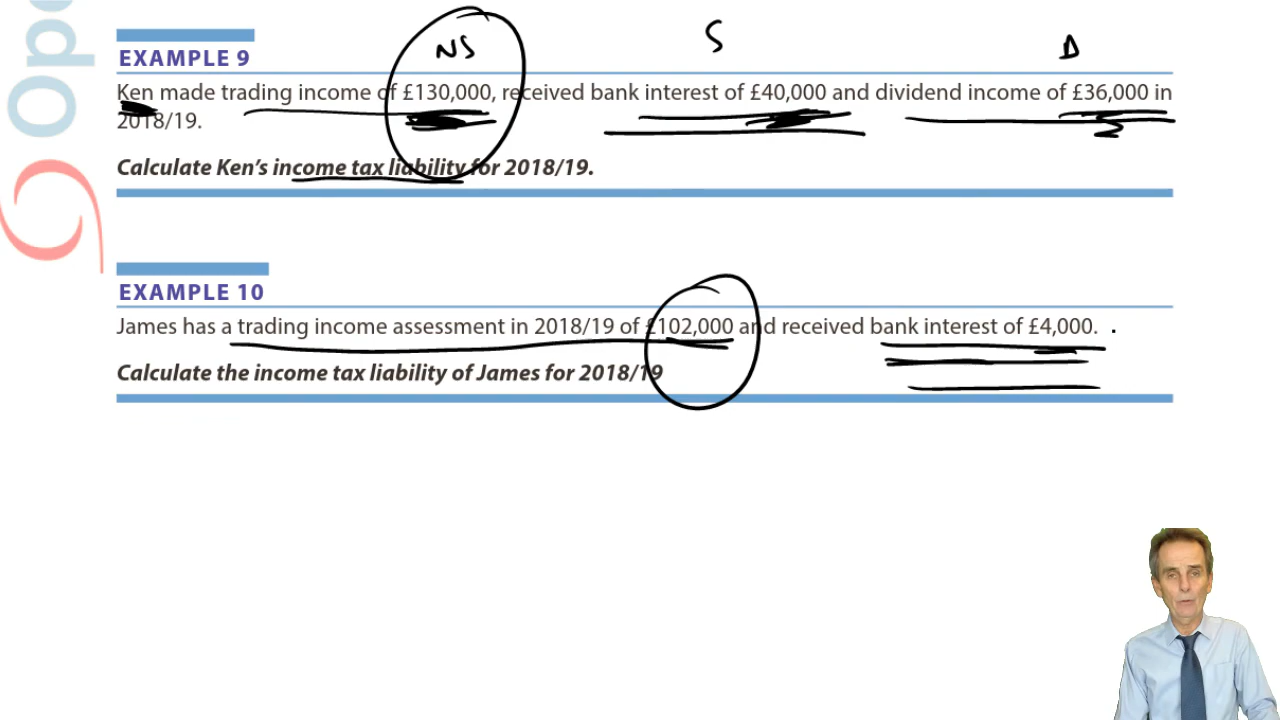 Ope
NS S D
EXAMPLE 9
Ken made trading income of £130,000, received bank interest of £40,000 and dividend income of £36,000 in
2018/19.
Calculate Ken's income tax liability for 2018/19.
EXAMPLE 10
James has a trading income assessment in 2018/19 of £102,000 and received bank interest of £4,000. .
Calculate the income tax liability of James for 2018/19